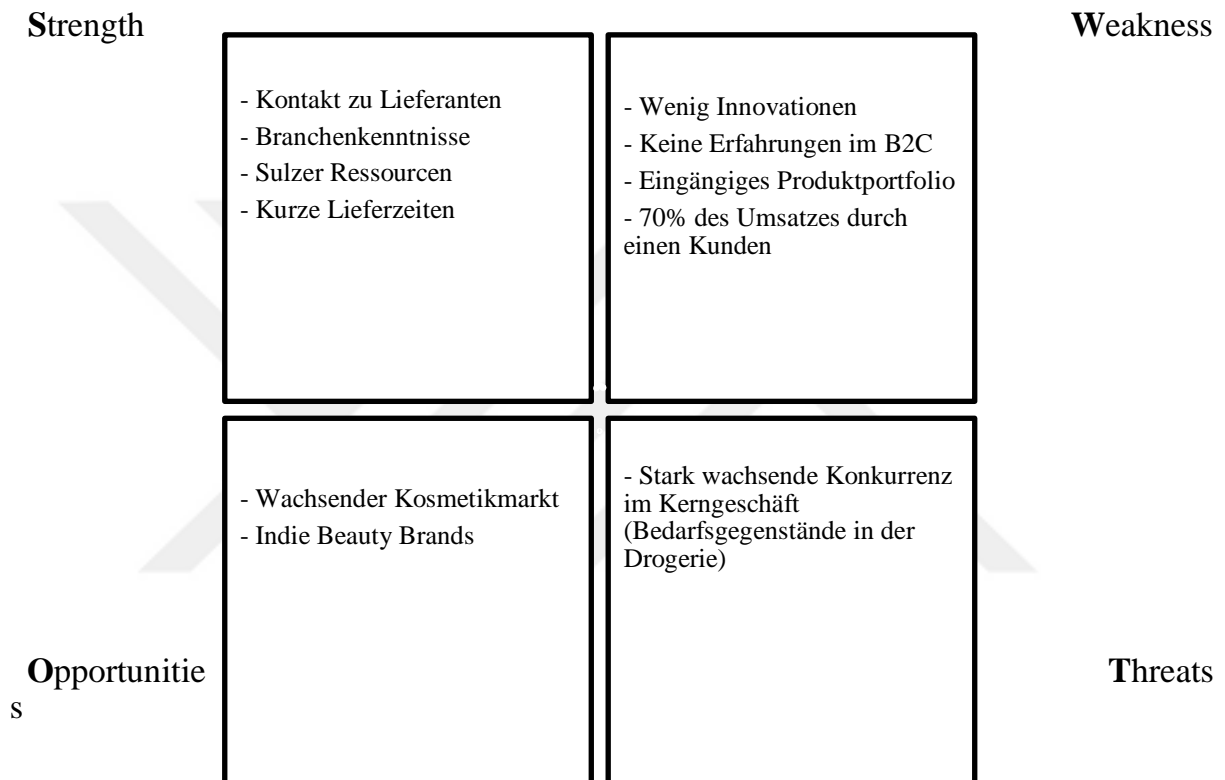 Strength
Weakness
- Kontakt zu Lieferanten
- Branchenkenntnisse
- Sulzer Ressourcen
- Kurze Lieferzeiten
- Wenig Innovationen
- Keine Erfahrungen im B2C
- Eingängiges Produktportfolio
- 70% des Umsatzes durch
einen Kunden
- Wachsender Kosmetikmarkt
- Indie Beauty Brands
- Stark wachsende Konkurrenz
im Kerngeschäft
(Bedarfsgegenstände in der
Drogerie)
Opportunitie
s
Threats